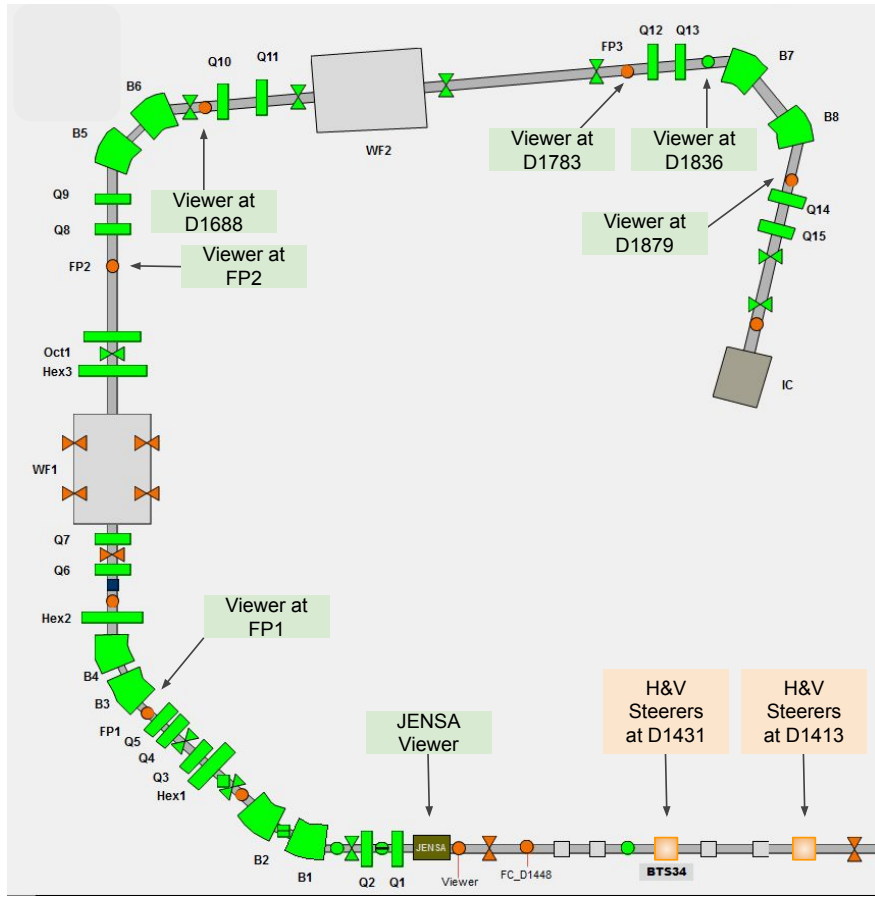 Q12
Q13
FP3
Q11
Q10
B7
B6
B8
B5
WF2
Viewer at
D1783
Viewer at
D1836
Q9
Viewer at
D1688
Q14
Viewer at
D1879
Q8
Q15
Viewer at
FP2
FP2
Oct1
Hex3
IC
WF1
Q7
Q6
Viewer at
FP1
Hex2
B4
B3
H&V
Steerers
at D1431
H&V
Steerers
at D1413
JENSA
Viewer
FP1
Q5
Q4
Q3
Hex1
B2
JENSA
B1
Q2
Q1
Viewer
FC_D1448
BTS34